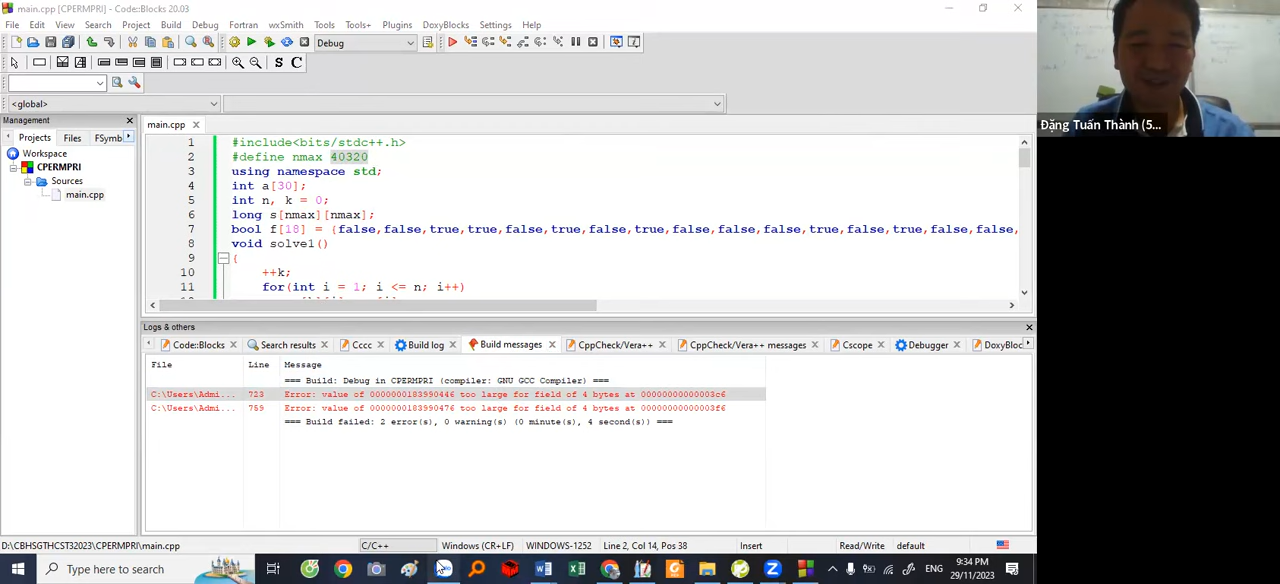 main.cpp [CPERMPRI] - Code::Blocks 20.03
File Edit View Search Project Build Debug Fortran wxSmith Tools Tools+ Plugins DoxyBlocks Settings Help
Debug
S C
<global>
Management
Projects Files FSymb
Workspace
CPERMPRI
Sources
main.cpp
main.cpp
1 #include<bits/stdc++.h>
2 #define nmax 40320
3 using namespace std;
4 int a[30];
5 int n, k = 0;
6 long s[nmax][nmax];
7 bool f[18] = {false,false,true,true,false,true,false,true,false,false,false,true,false,true,false,false,
8 void solve1()
9 {
10 ++k;
11 for(int i = 1; i <= n; i++)
Logs & others
Code::Blocks Search results Cccc Build log Build messages CppCheck/Vera++ CppCheck/Vera++ messages Cscope Debugger DoxyBloc
File Line Message
=== Build: Debug in CPERMPRI (compiler: GNU GCC Compiler) ===
C:\Users\Admi... 723 Error: value of 0000000183990446 too large for field of 4 bytes at 00000000000003c6
C:\Users\Admi... 759 Error: value of 0000000183990476 too large for field of 4 bytes at 00000000000003f6
=== Build failed: 2 error(s), 0 warning(s) (0 minute(s), 4 second(s)) ===
D:\CBHSGTHCST32023\CPERMPRI\main.cpp C/C++ Windows (CR+LF) WINDOWS-1252 Line 2, Col 14, Pos 38 Insert Read/Write default
Type here to search
ENG
9:34 PM
29/11/2023
Đặng Tuấn Thành (5...